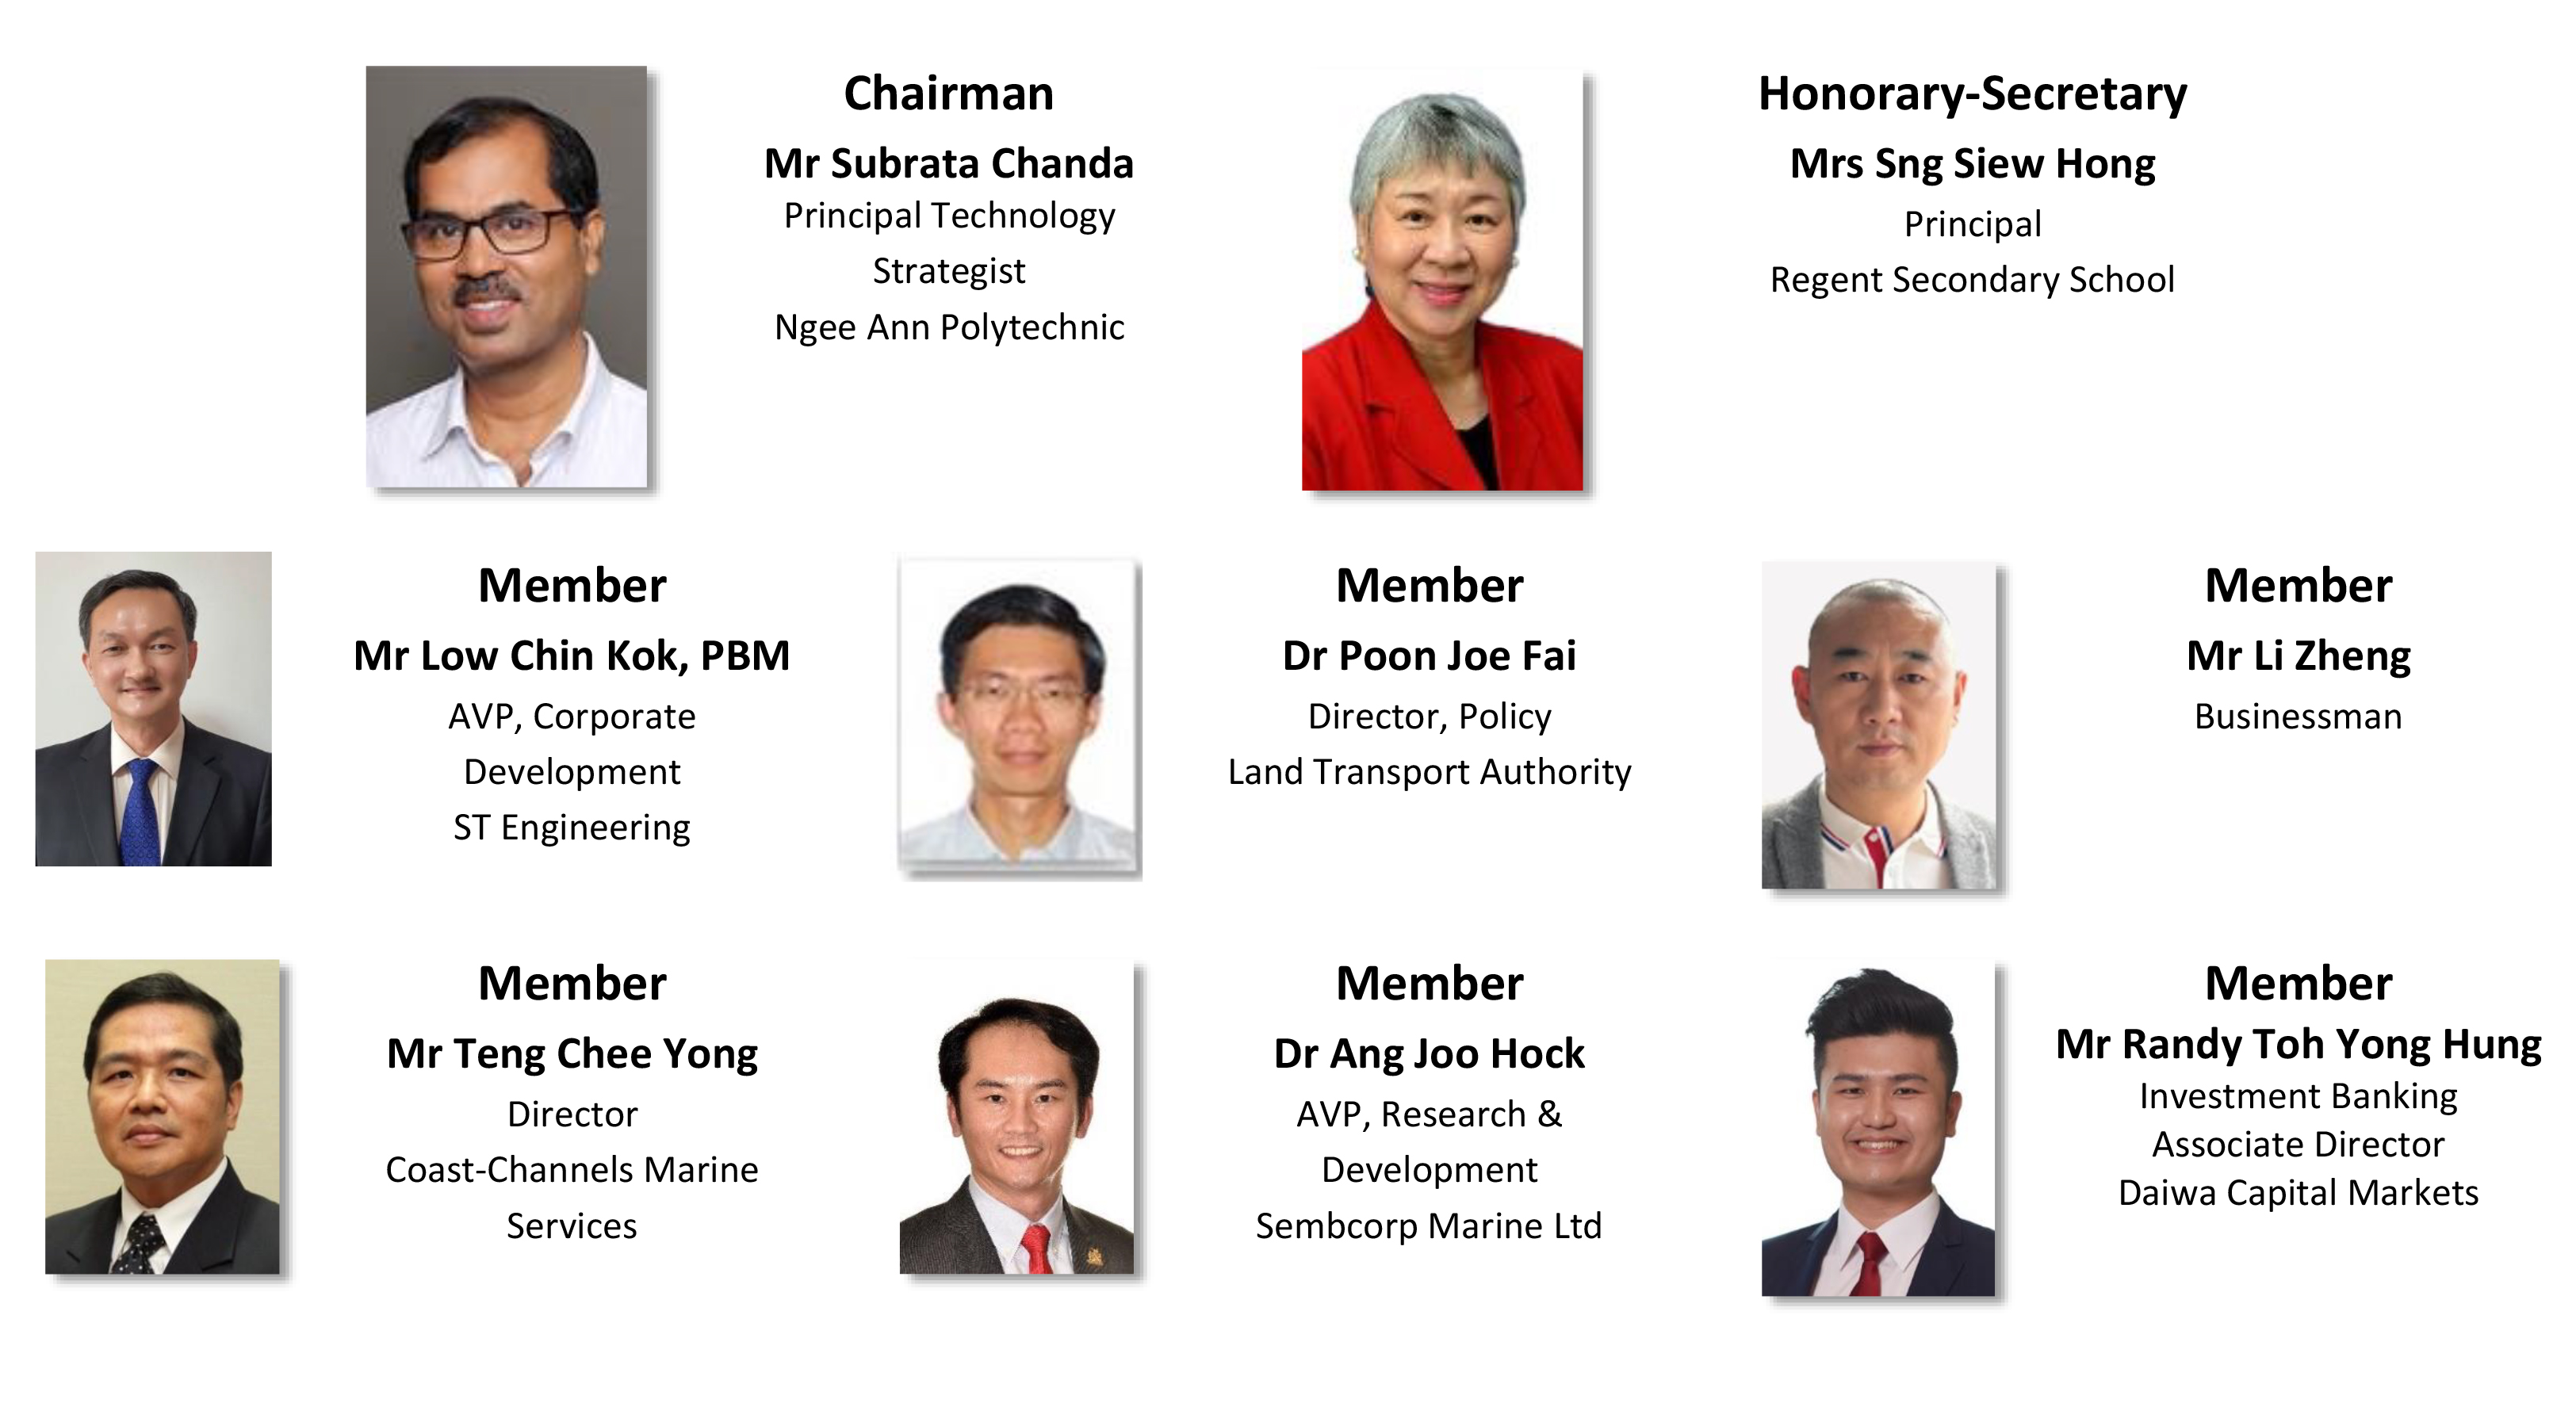 Chairman
Mr Subrata Chanda
Principal Technology
Strategist
Ngee Ann Polytechnic
Honorary-Secretary
Mrs Sng Siew Hong
Principal
Regent Secondary School
Member
Mr Low Chin Kok, PBM
AVP, Corporate
Development
ST Engineering
Member
Dr Poon Joe Fai
Director, Policy
Land Transport Authority
Member
Mr Li Zheng
Businessman
Member
Mr Teng Chee Yong
Director
Coast-Channels Marine
Services
Member
Dr Ang Joo Hock
AVP, Research &
Development
Sembcorp Marine Ltd
Member
Mr Randy Toh Yong Hung
Investment Banking
Associate Director
Daiwa Capital Markets